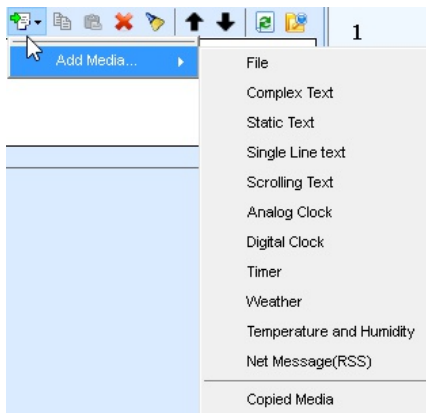 1
Add Media...
File
Complex Text
Static Text
Single Line text
Scrolling Text
Analog Clock
Digital Clock
Timer
Weather
Temperature and Humidity
Net Message(RSS)
Copied Media